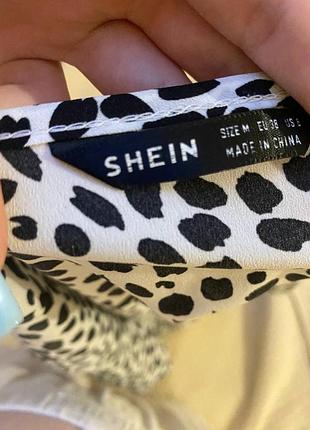 SHEIN
SIZE M EU 38 US 6
MADE IN CHINA